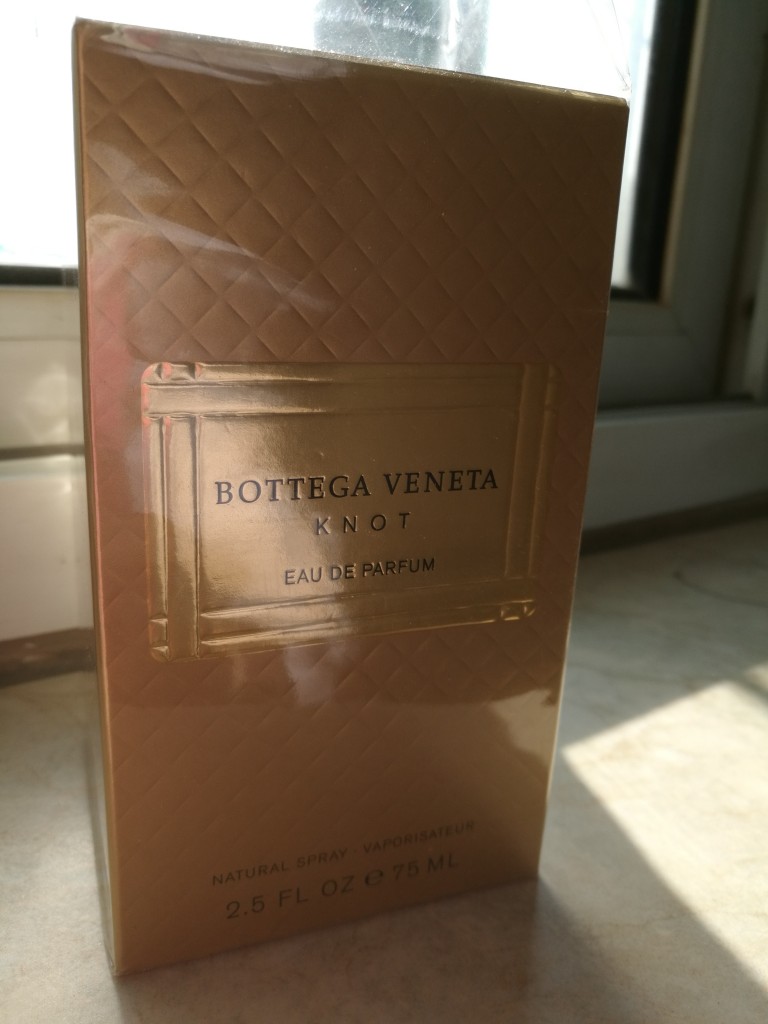 BOTTEGA VENETA
KNOT
EAU DE PARFUM
NATURAL SPRAY VAPORISATEUR
2.5 FL OZ ℮ 75 ML